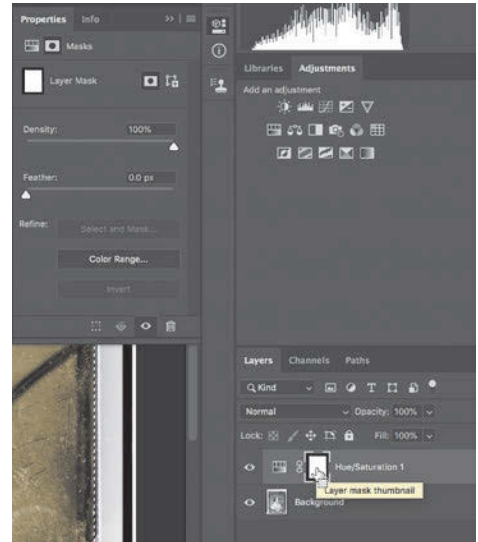 Properties Info
Masks
Layer Mask
Density: 100%
Feather: 0.0 px
Refine: Select and Mask...
Color Range...
Invert
Libraries Adjustments
Add an adjustment
Layers Channels Paths
Kind
Normal Opacity: 100%
Lock: Fill: 100%
Hue/Saturation 1
Layer mask thumbnail
Background